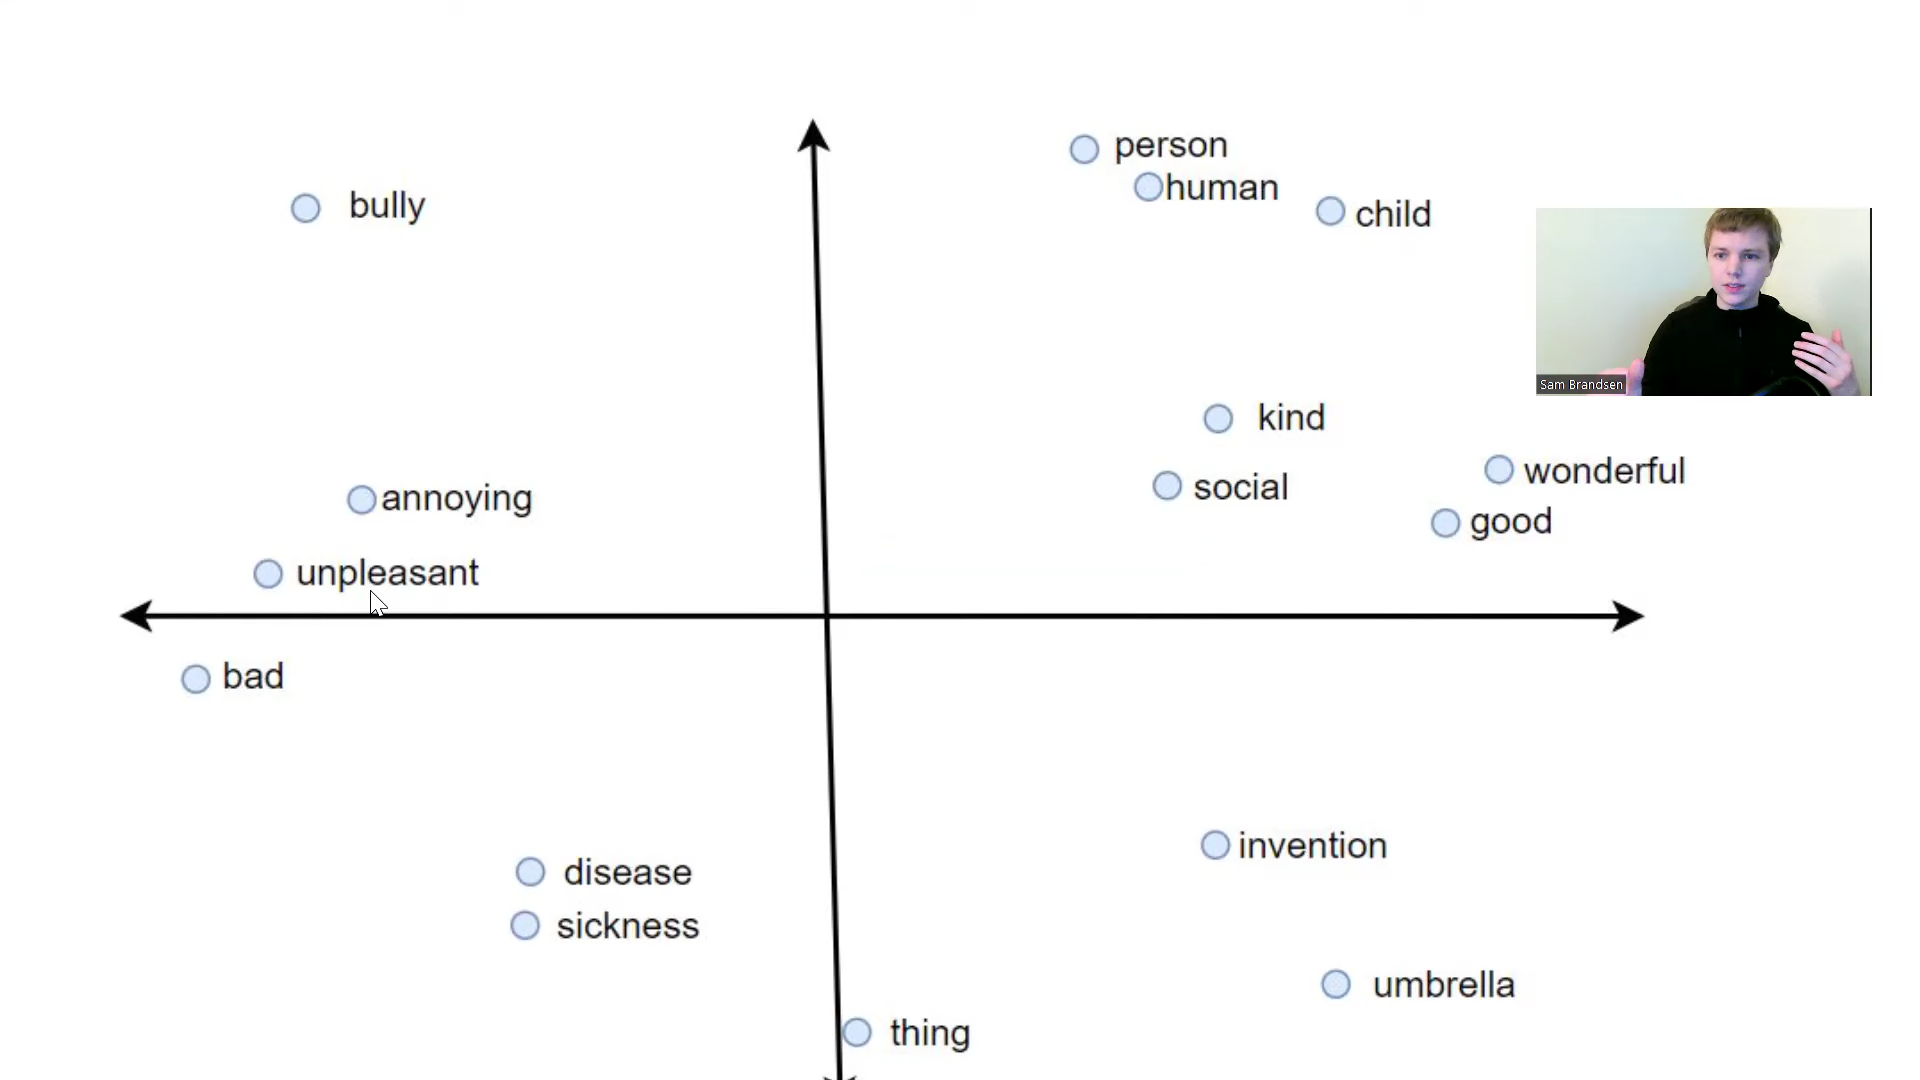 person
human
bully
child
kind
wonderful
social
annoying
good
unpleasant
bad
invention
disease
sickness
umbrella
thing
Sam Brandsen